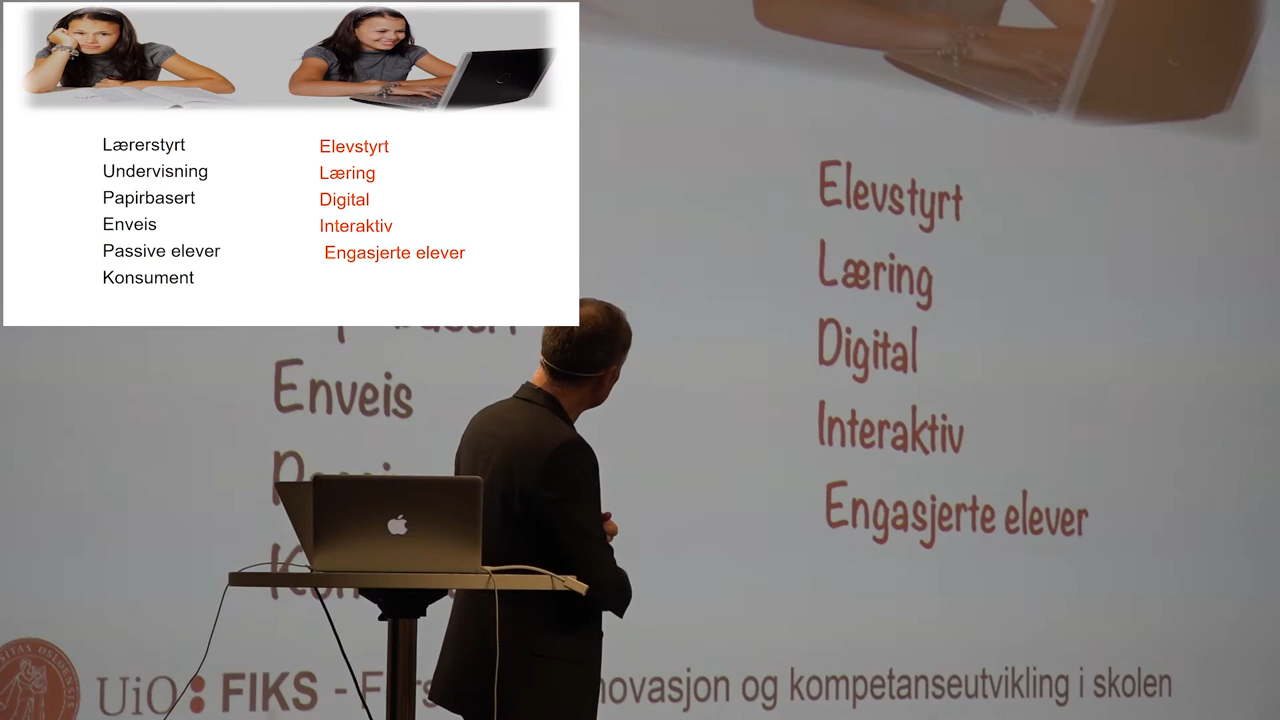 Lærerstyrt
Undervisning
Papirbasert
Enveis
Passive elever
Konsument
Elevstyrt
Læring
Digital
Interaktiv
Engasjerte elever
Enveis
Elevstyrt
Læring
Digital
Interaktiv
Engasjerte elever
UiO: FIKS - novasjon og kompetanseutvikling i skolen